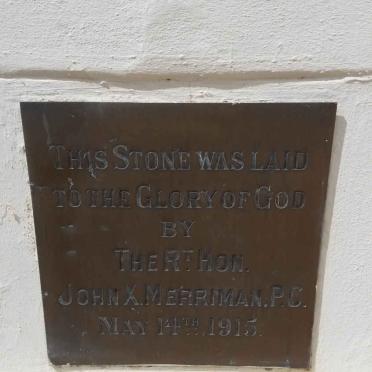 THIS STONE WAS LAID
TO THE GLORY OF GOD
BY
THE RT. HON.
JOHN X. MERRIMAN, P.C.
MAY 14TH. 1915.